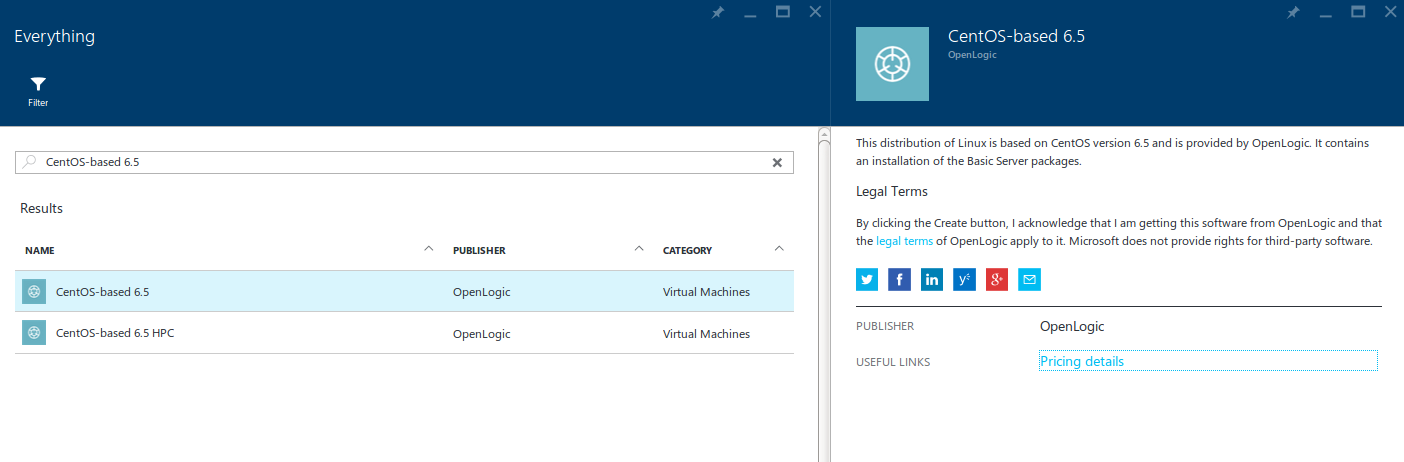 Everything
Filter
CentOS-based 6.5
Results
NAME PUBLISHER CATEGORY
CentOS-based 6.5 OpenLogic Virtual Machines
CentOS-based 6.5 HPC OpenLogic Virtual Machines
CentOS-based 6.5
OpenLogic
This distribution of Linux is based on CentOS version 6.5 and is provided by OpenLogic. It contains
an installation of the Basic Server packages.
Legal Terms
By clicking the Create button, I acknowledge that I am getting this software from OpenLogic and that
the legal terms of OpenLogic apply to it. Microsoft does not provide rights for third-party software.
PUBLISHER OpenLogic
USEFUL LINKS Pricing details